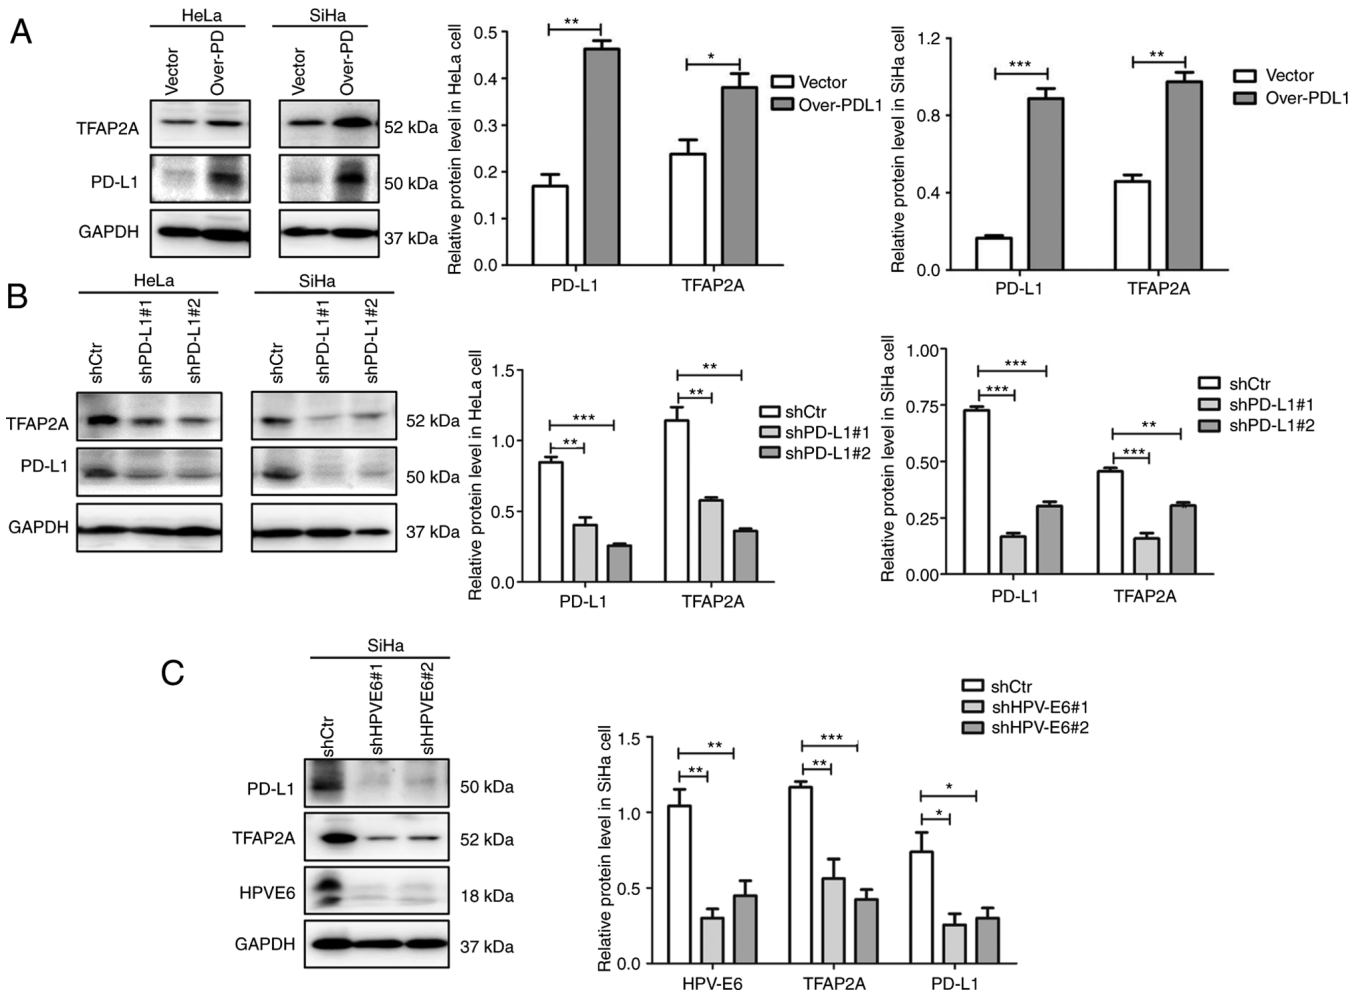 A
HeLa
SiHa
Vector
Over-PD
Vector
Over-PD
TFAP2A
52 kDa
PD-L1
50 kDa
GAPDH
37 kDa
Relative protein level in HeLa cell
0.5
0.4
0.3
0.2
0.1
0.0
**
*
PD-L1
TFAP2A
Vector
Over-PDL1
Relative protein level in SiHa cell
1.2
0.8
0.4
0.0
***
**
PD-L1
TFAP2A
Vector
Over-PDL1
B
HeLa
SiHa
shCtr
shPD-L1#1
shPD-L1#2
shCtr
shPD-L1#1
shPD-L1#2
TFAP2A
52 kDa
PD-L1
50 kDa
GAPDH
37 kDa
Relative protein level in HeLa cell
1.5
1.0
0.5
0.0
***
**
**
**
PD-L1
TFAP2A
shCtr
shPD-L1#1
shPD-L1#2
Relative protein level in SiHa cell
1.00
0.75
0.50
0.25
0.00
***
***
**
***
PD-L1
TFAP2A
shCtr
shPD-L1#1
shPD-L1#2
C
SiHa
shCtr
shHPVE6#1
shHPVE6#2
PD-L1
50 kDa
TFAP2A
52 kDa
HPVE6
18 kDa
GAPDH
37 kDa
Relative protein level in SiHa cell
1.5
1.0
0.5
0.0
**
**
***
**
*
*
HPV-E6
TFAP2A
PD-L1
shCtr
shHPV-E6#1
shHPV-E6#2